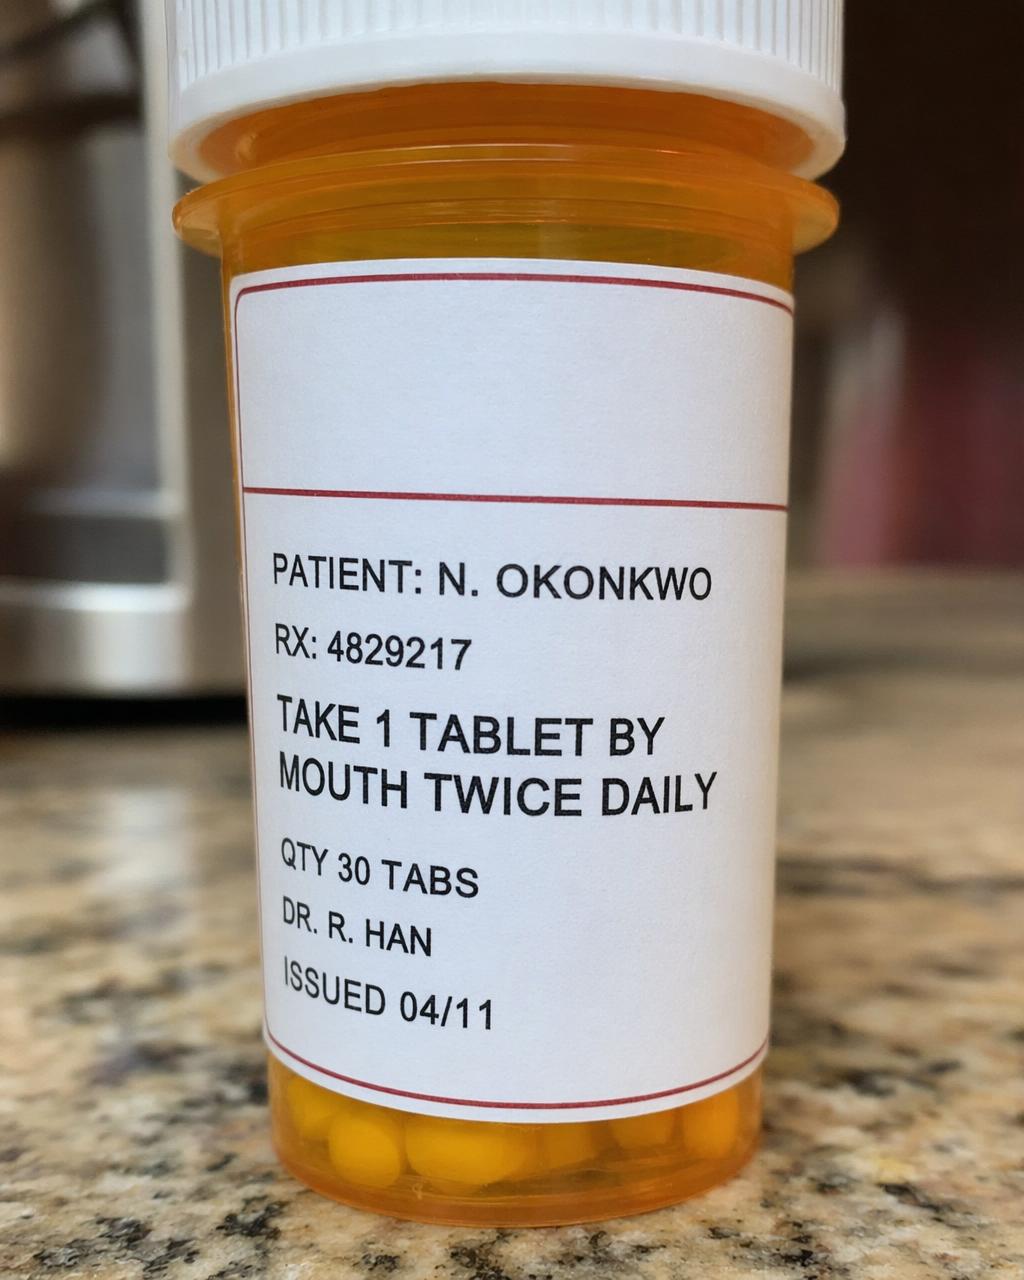 PATIENT: N. OKONKWO
RX: 4829217
TAKE 1 TABLET BY
MOUTH TWICE DAILY
QTY 30 TABS
DR. R. HAN
ISSUED 04/11